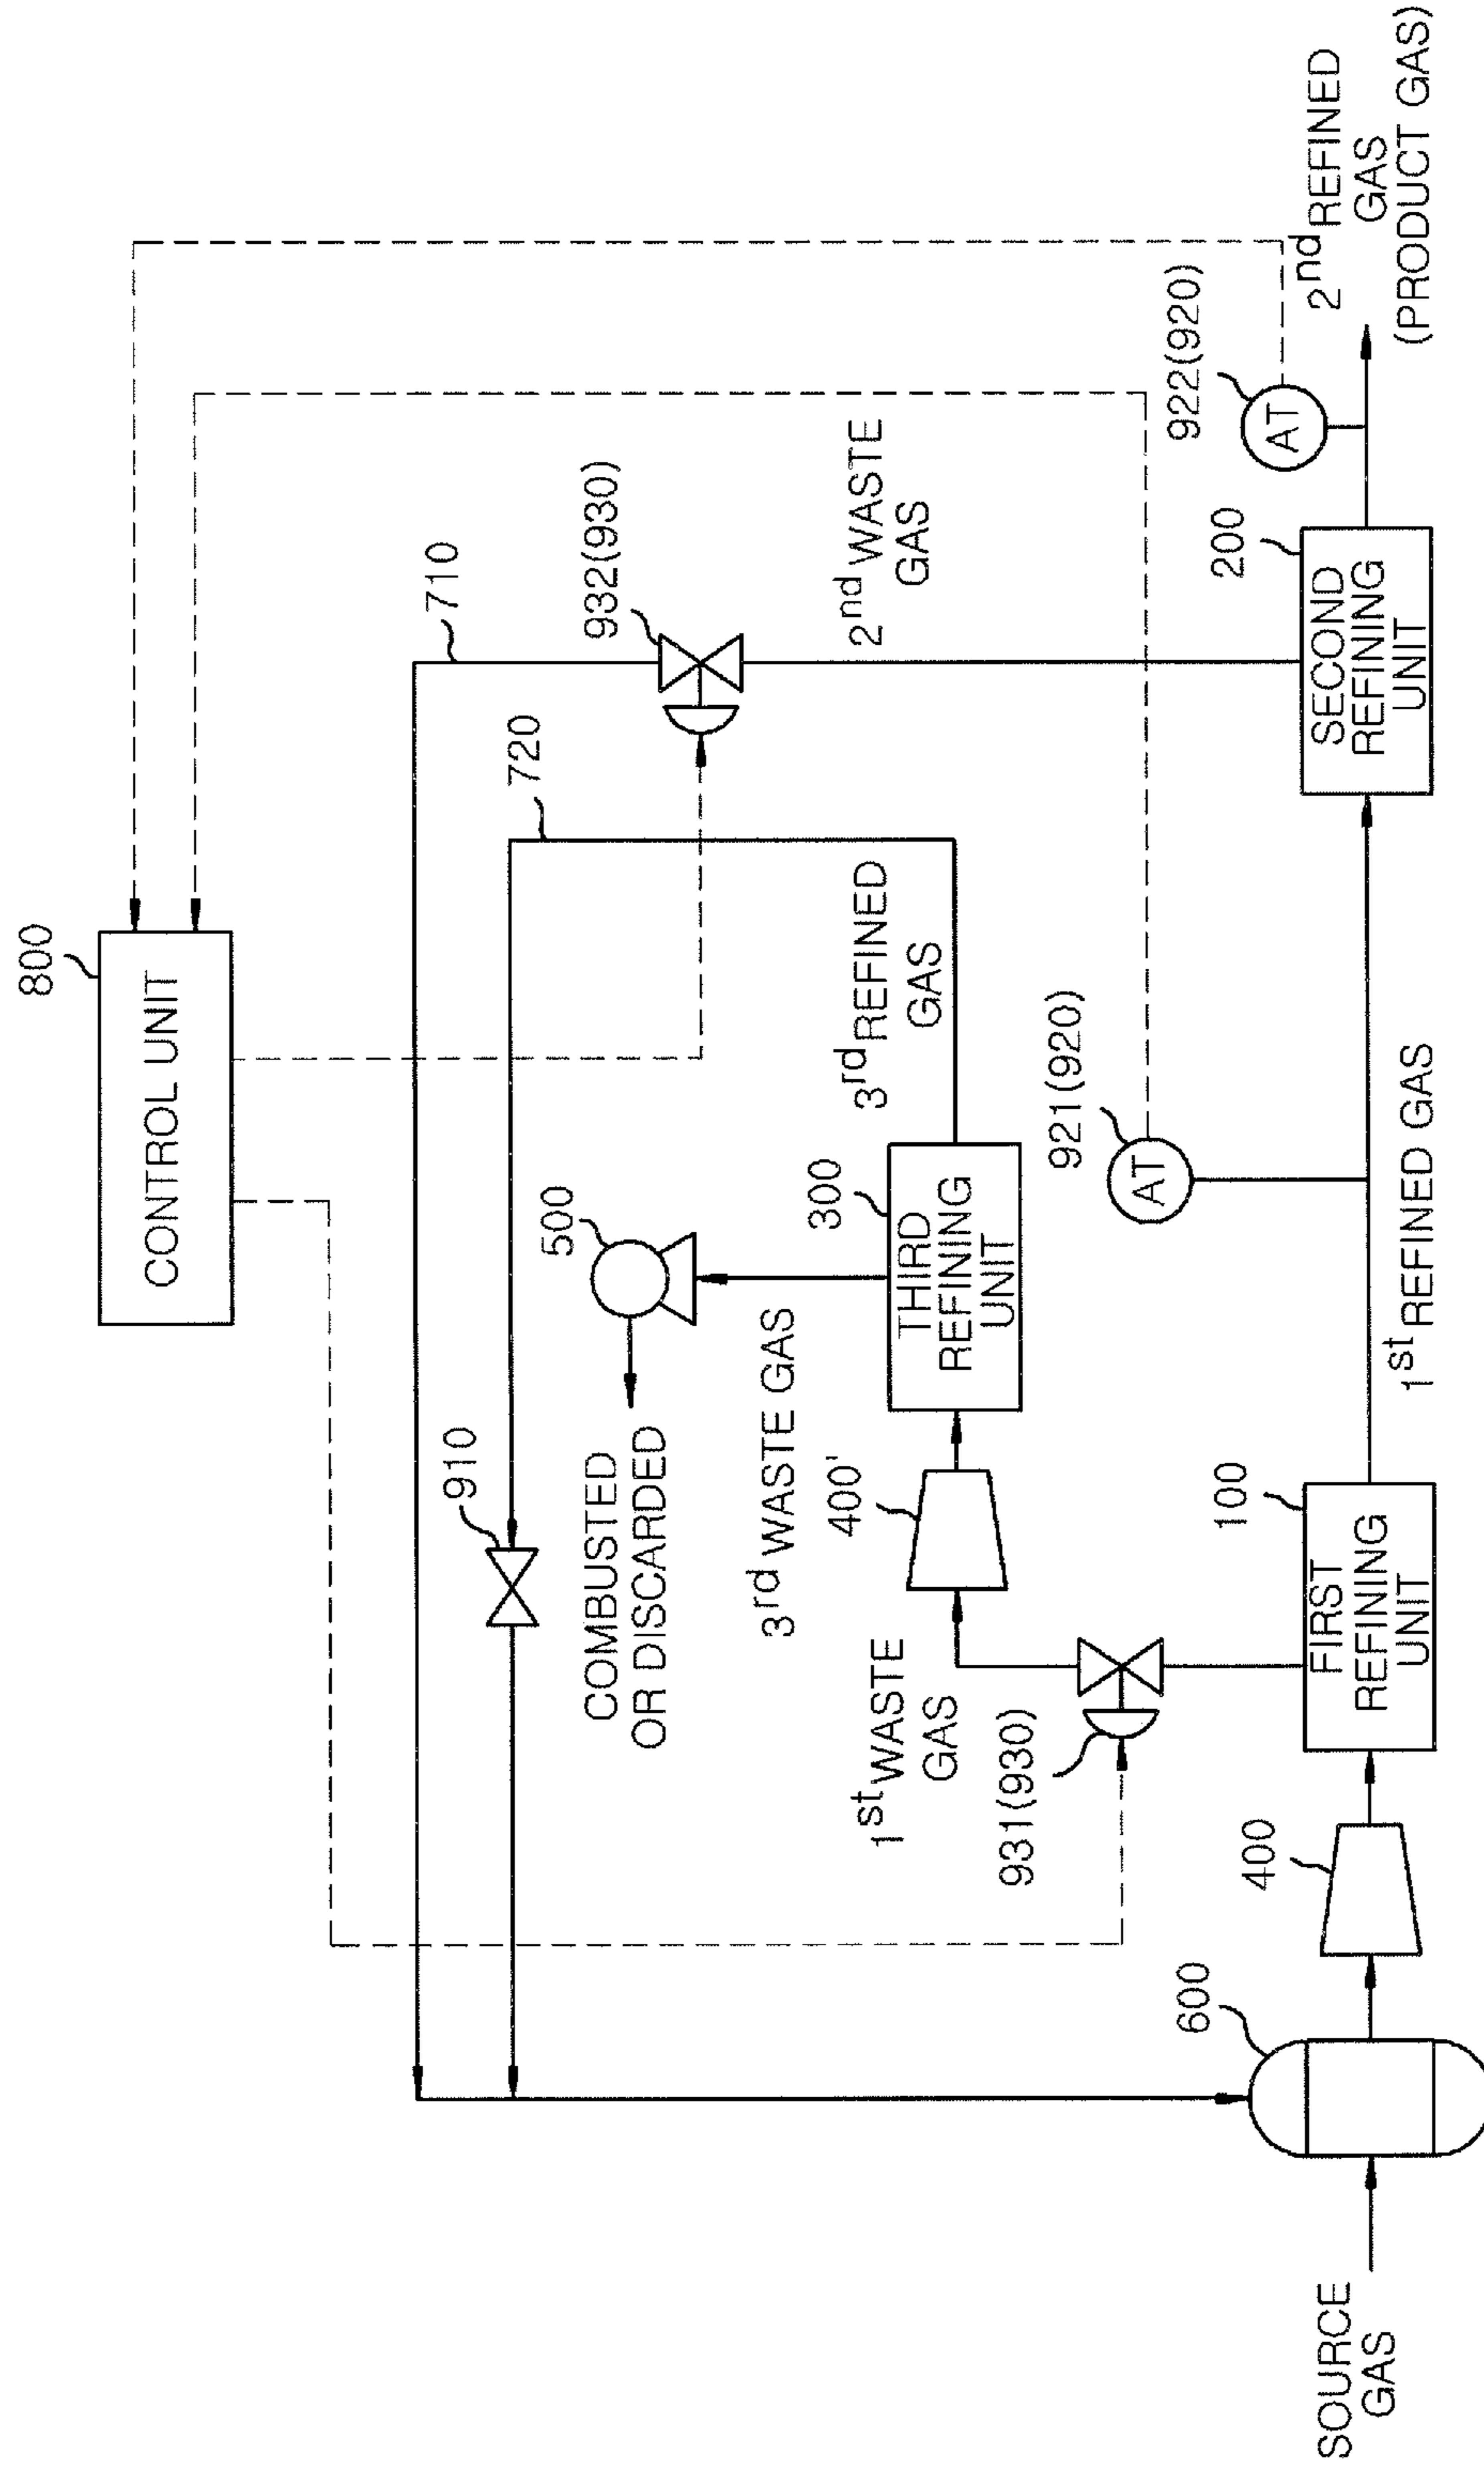 800
CONTROL UNIT
710
932(930)
720
2nd WASTE
GAS
922(920)
AT
2nd REFINED
GAS
(PRODUCT GAS)
910
500
COMBUSTED
OR DISCARDED
3rd WASTE GAS
300
THIRD
REFINING
UNIT
3rd REFINED
GAS
400'
1st WASTE
GAS
931(930)
921(920)
AT
200
SECOND
REFINING
UNIT
600
400
100
FIRST
REFINING
UNIT
1st REFINED GAS
SOURCE
GAS